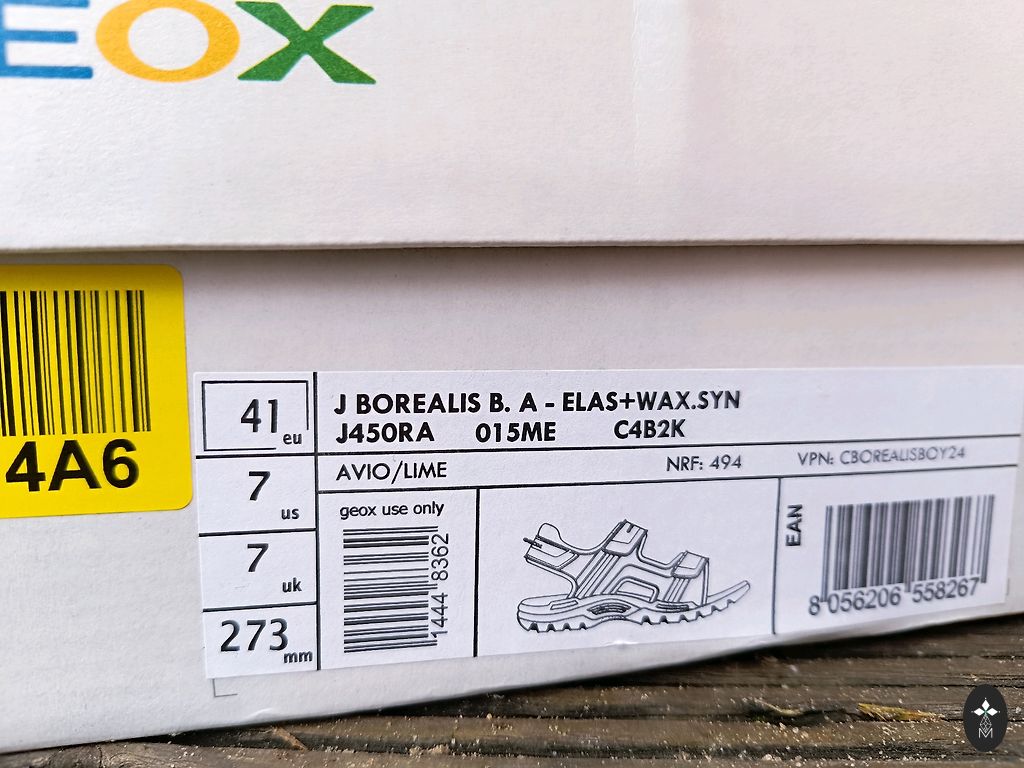 EOX
4A6
41 eu
J BOREALIS B. A - ELAS+WAX.SYN
J450RA 015ME C4B2K
AVIO/LIME NRF: 494 VPN: CBOREALISBOY24
7 us
7 uk
273 mm
geox use only
1444 8362
EAN
8 056206 558267
M